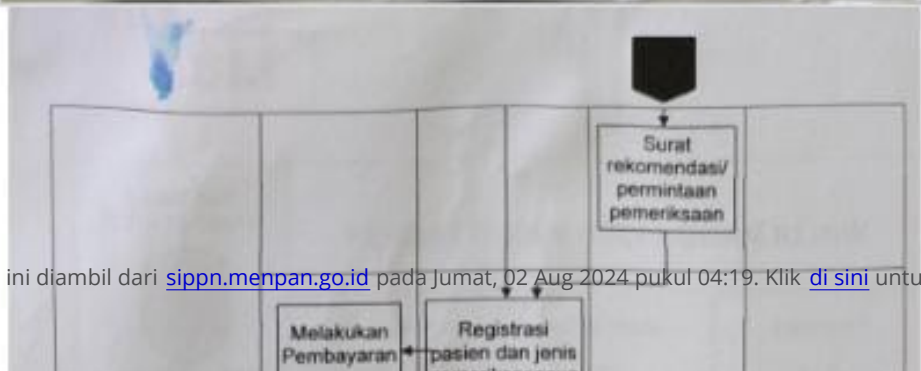 Surat
rekomendasi/
permintaan
pemeriksaan
ini diambil dari sippn.menpan.go.id pada Jumat, 02 Aug 2024 pukul 04:19. Klik di sini untu
Melakukan
Pembayaran
Registrasi
pasien dan jenis